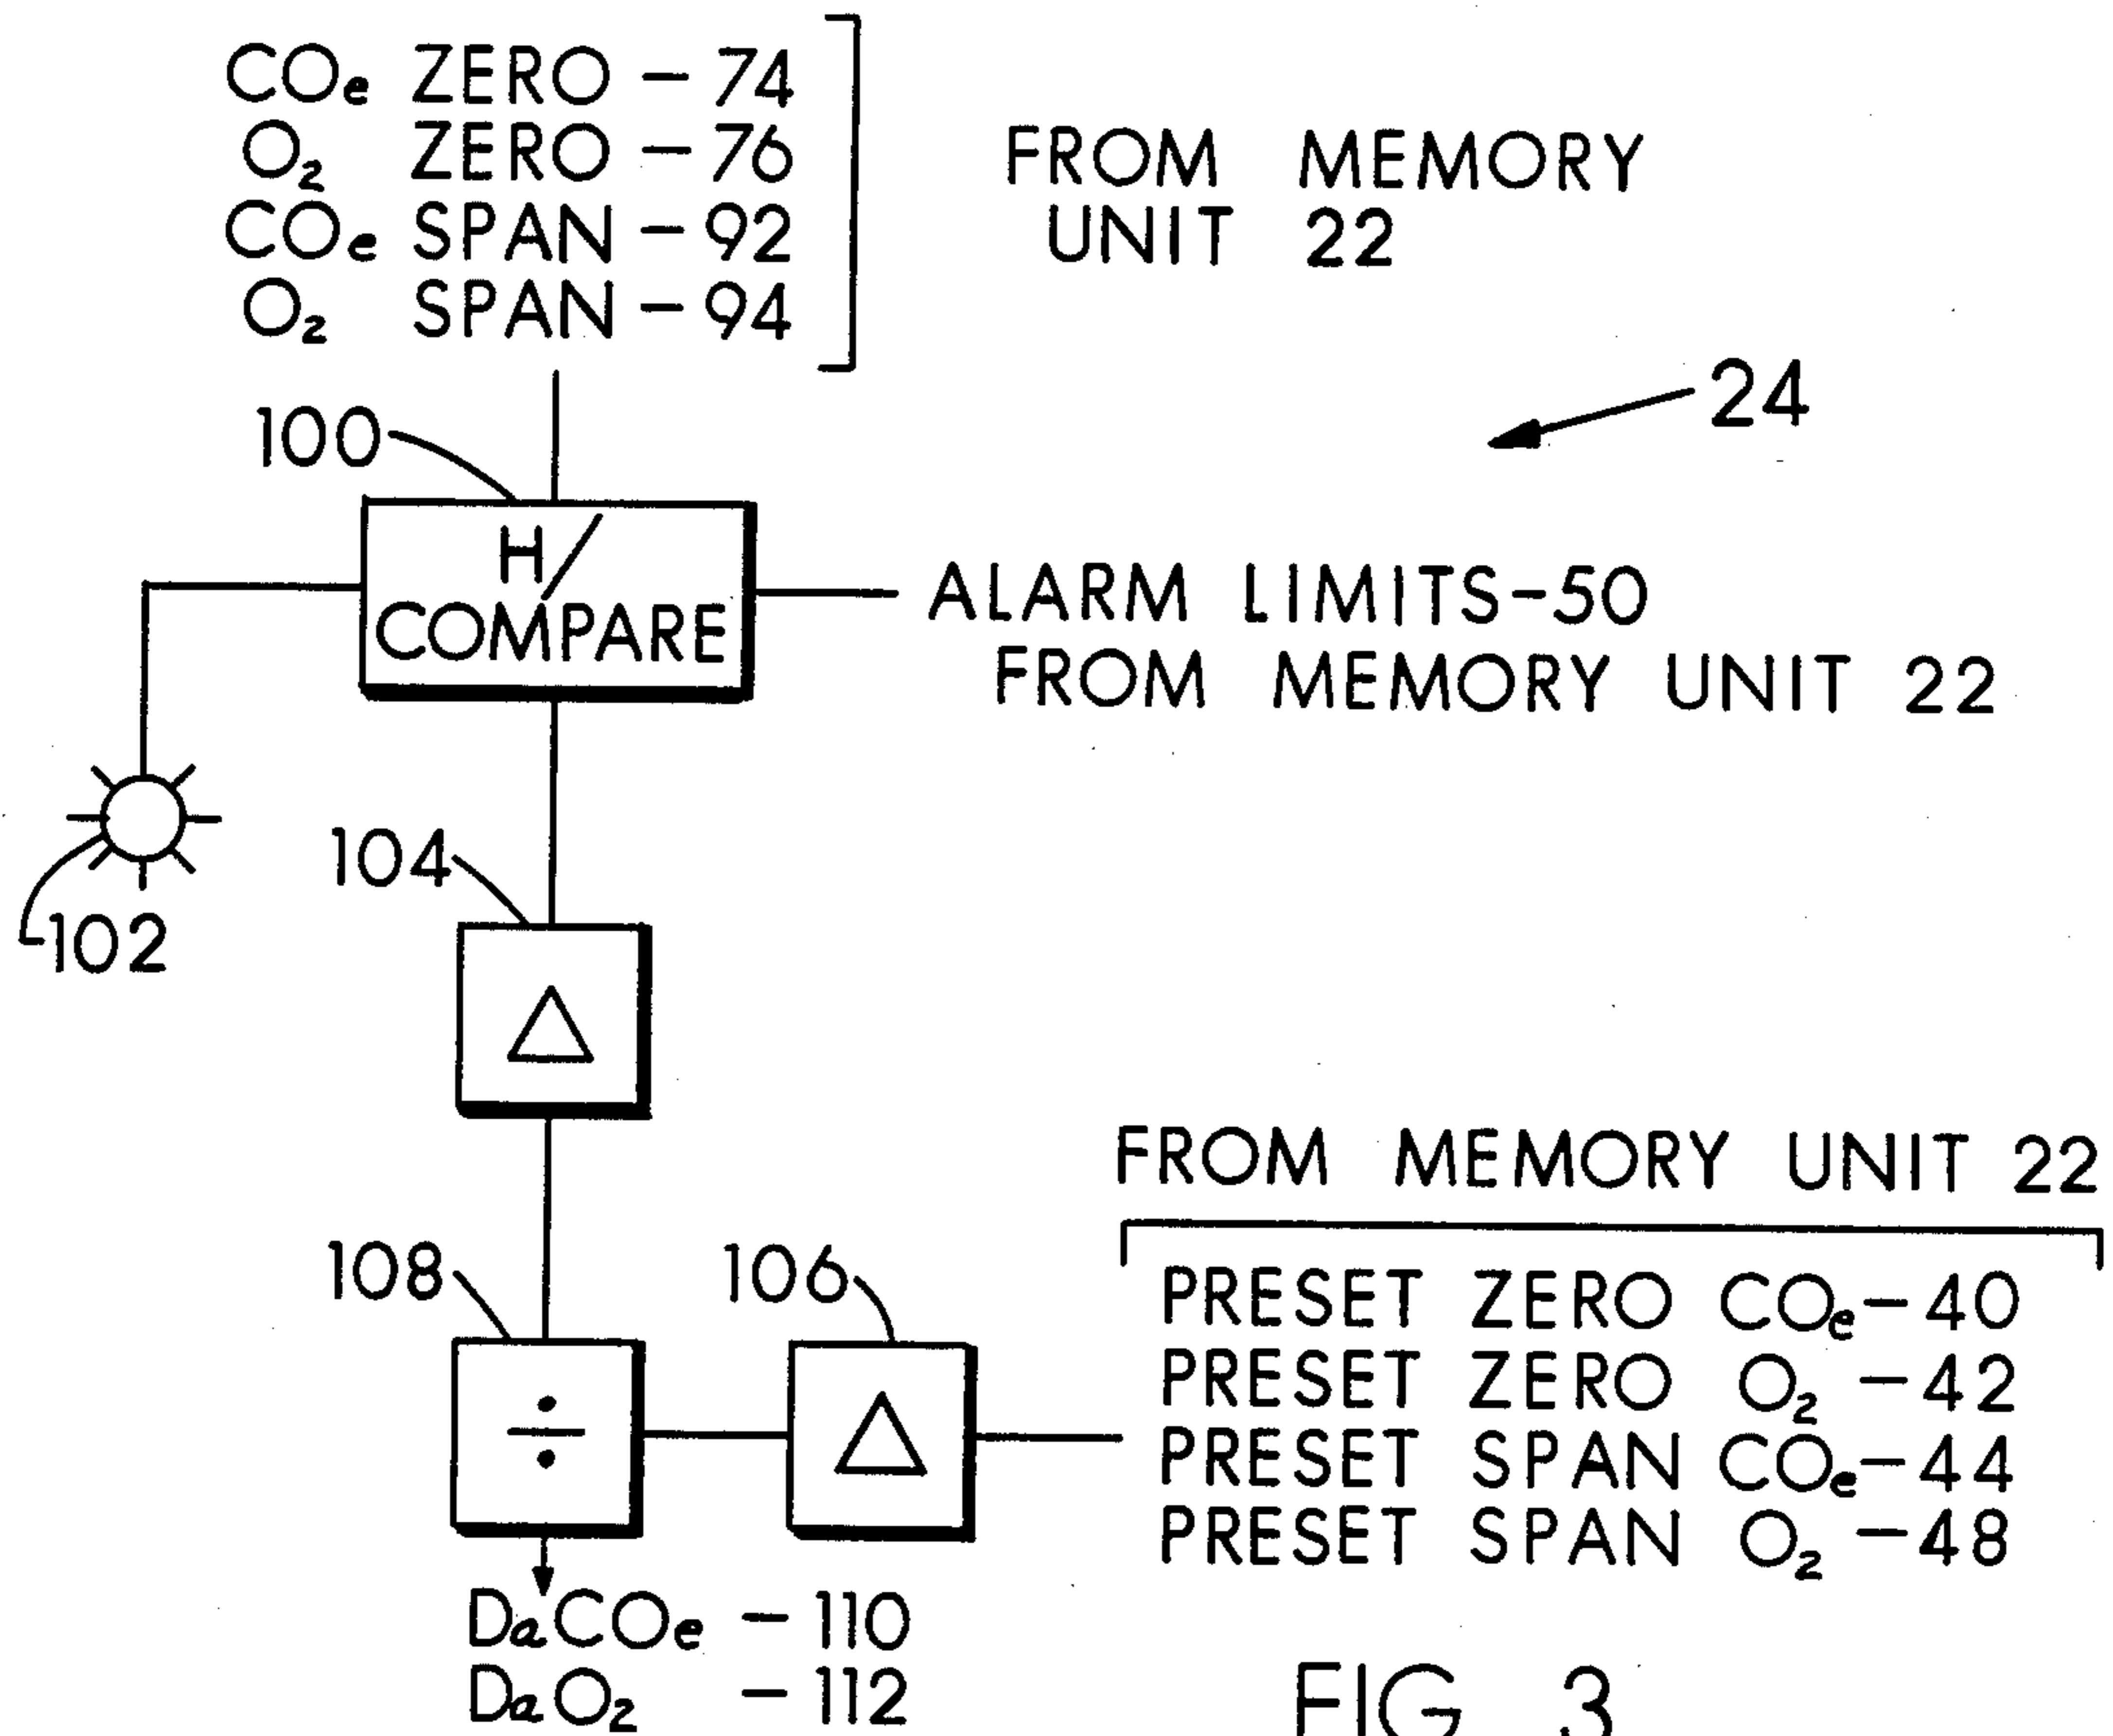 COe ZERO - 74
O2 ZERO - 76
COe SPAN - 92
O2 SPAN - 94
FROM MEMORY
UNIT 22
24
100
H/
COMPARE
ALARM LIMITS-50
FROM MEMORY UNIT 22
102
104
△
FROM MEMORY UNIT 22
108
106
÷
△
PRESET ZERO COe-40
PRESET ZERO O2 -42
PRESET SPAN COe-44
PRESET SPAN O2 -48
DaCOe -110
DaO2 -112
FIG 3